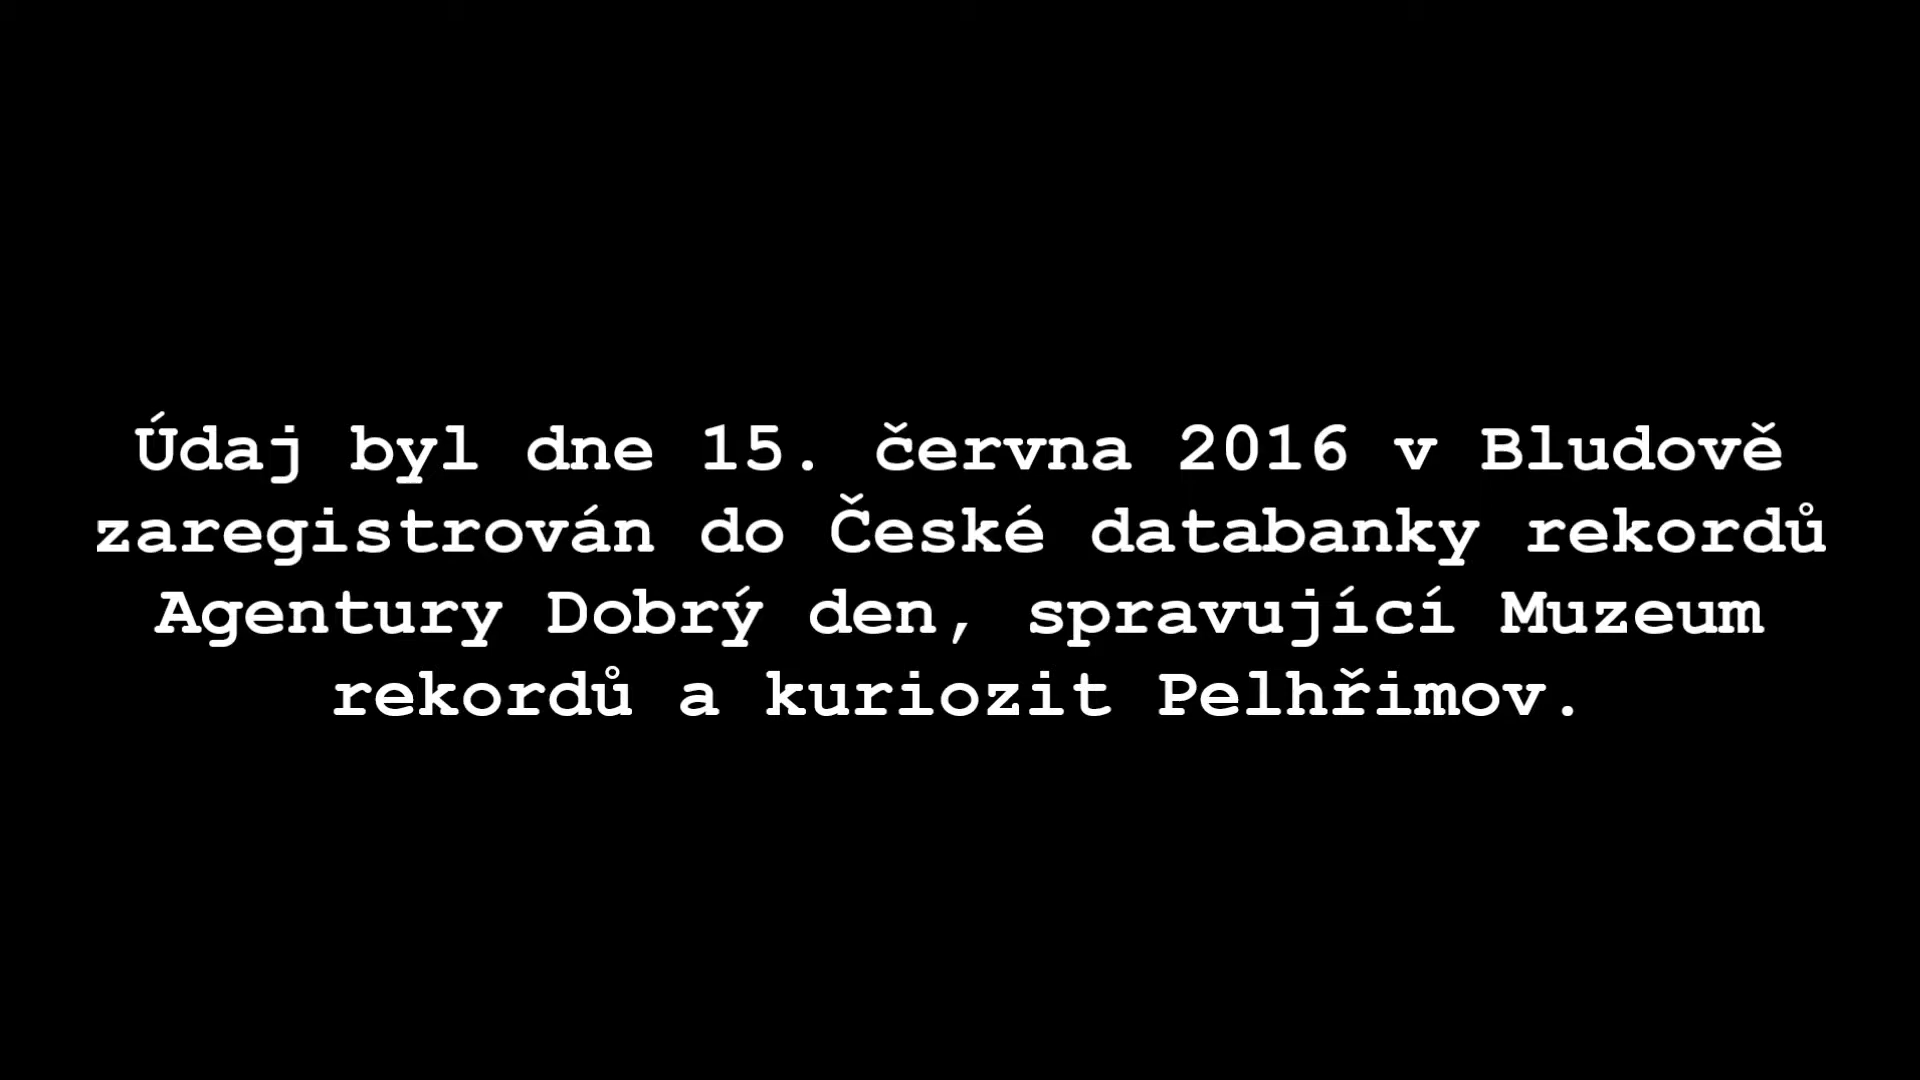 Údaj byl dne 15. června 2016 v Bludově
zaregistrován do České databanky rekordů
Agentury Dobrý den, spravující Muzeum
rekordů a kuriozit Pelhřimov.